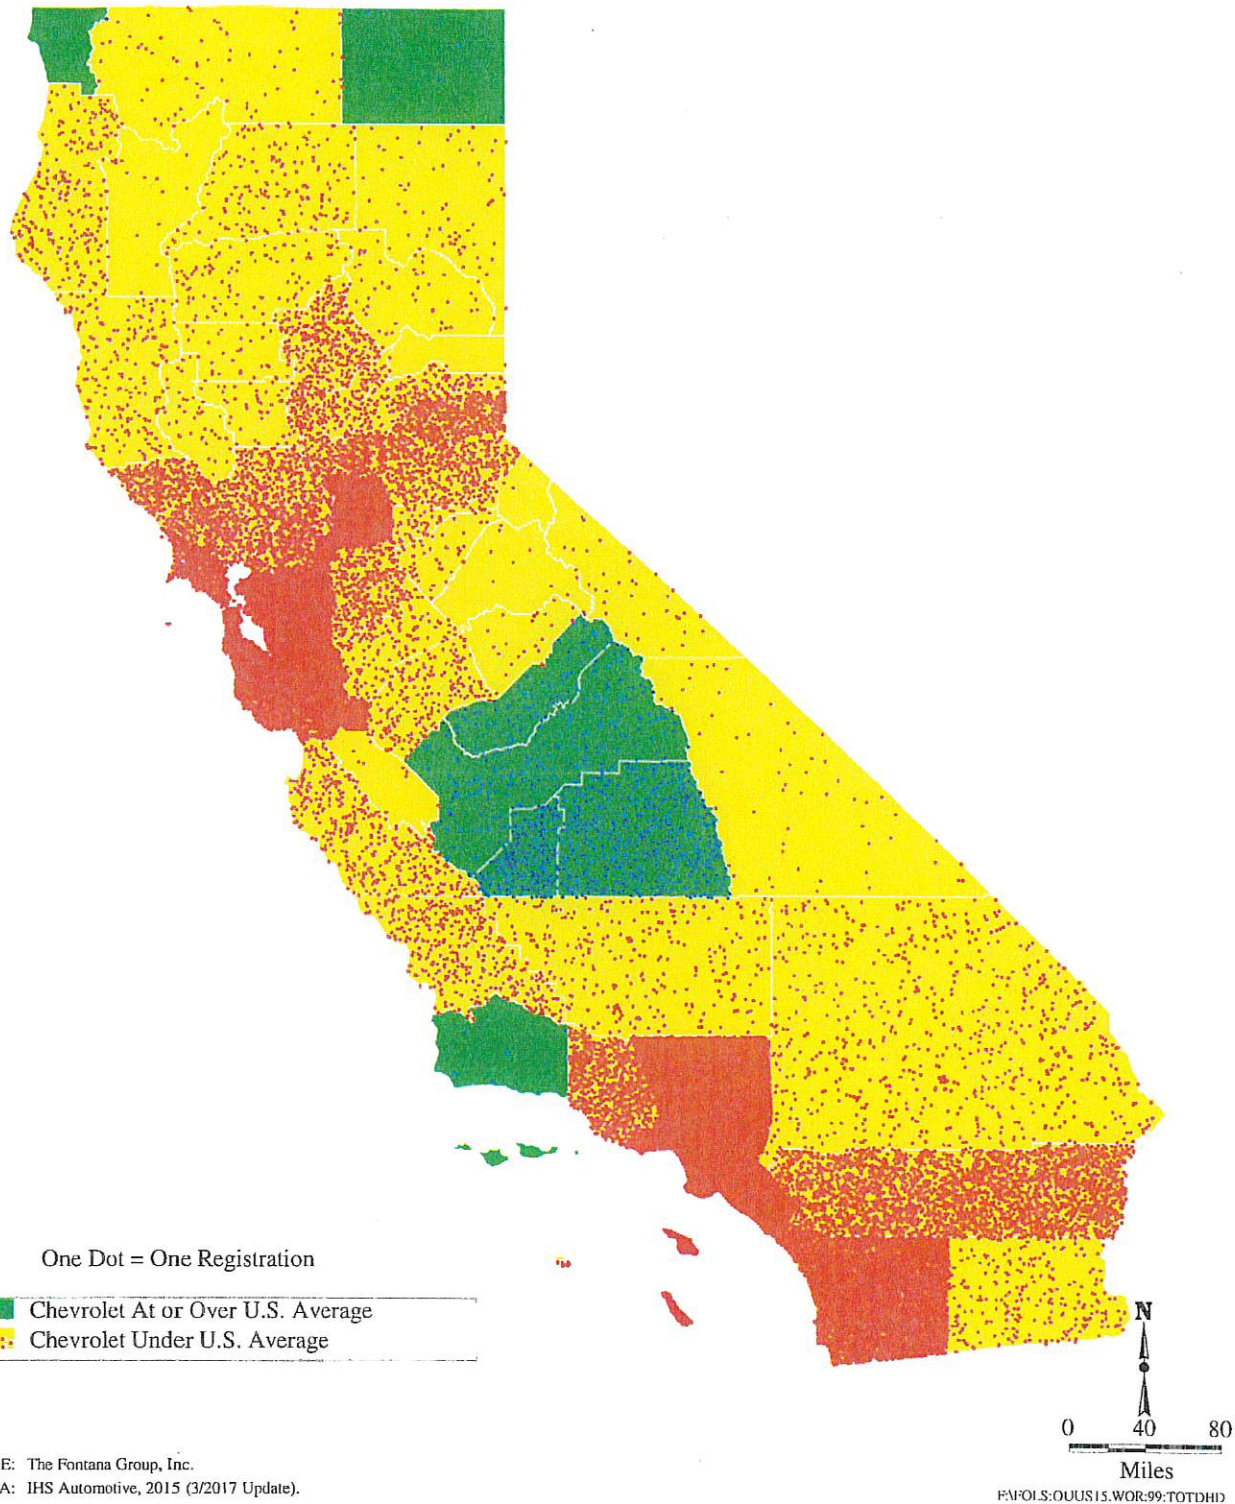 One Dot = One Registration
Chevrolet At or Over U.S. Average
Chevrolet Under U.S. Average
N
0 40 80
Miles
E: The Fontana Group, Inc.
A: IHS Automotive, 2015 (3/2017 Update).